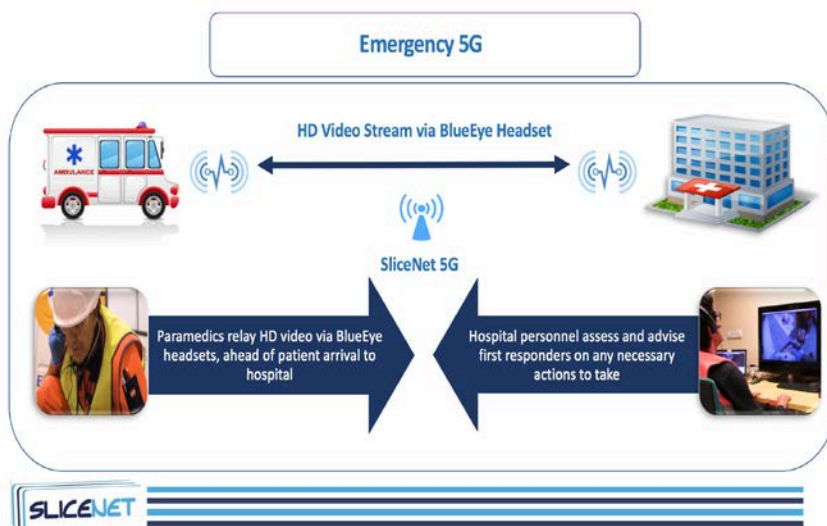 Emergency 5G
HD Video Stream via BlueEye Headset
AMBULANCE
SliceNet 5G
Paramedics relay HD video via BlueEye
headsets, ahead of patient arrival to
hospital
Hospital personnel assess and advise
first responders on any necessary
actions to take
SLICENET